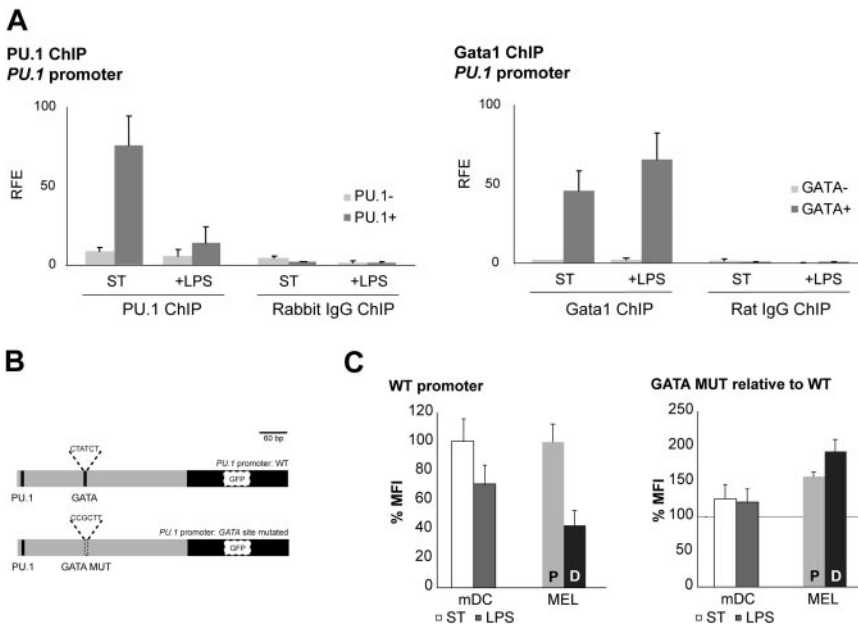 A
PU.1 ChIP
PU.1 promoter
100
50
0
RFE
PU.1-
PU.1+
ST
+LPS
ST
+LPS
PU.1 ChIP
Rabbit IgG ChIP
Gata1 ChIP
PU.1 promoter
100
50
0
RFE
GATA-
GATA+
ST
+LPS
ST
+LPS
Gata1 ChIP
Rat IgG ChIP
B
60 bp
CTATCT
PU.1 promoter: WT
GFP
PU.1
GATA
CCGCTT
PU.1 promoter: GATA site mutated
GFP
PU.1
GATA MUT
C
WT promoter
120
100
80
60
40
20
0
% MFI
P
D
mDC
MEL
ST
LPS
GATA MUT relative to WT
250
200
150
100
50
0
% MFI
P
D
mDC
MEL
ST
LPS